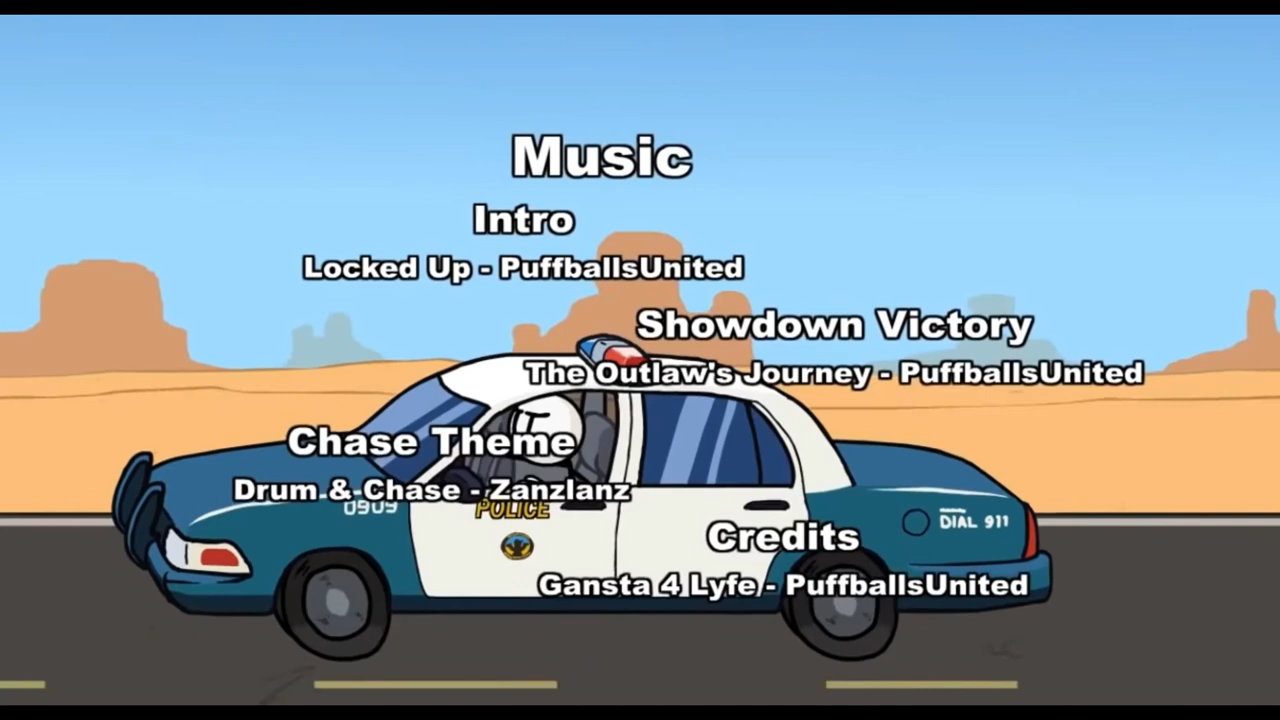 Music
Intro
Locked Up - PuffballsUnited
Showdown Victory
The Outlaw's Journey - PuffballsUnited
Chase Theme
Drum & Chase - Zanzlanz
0909
POLICE
DIAL 911
Credits
Gansta 4 Lyfe - PuffballsUnited